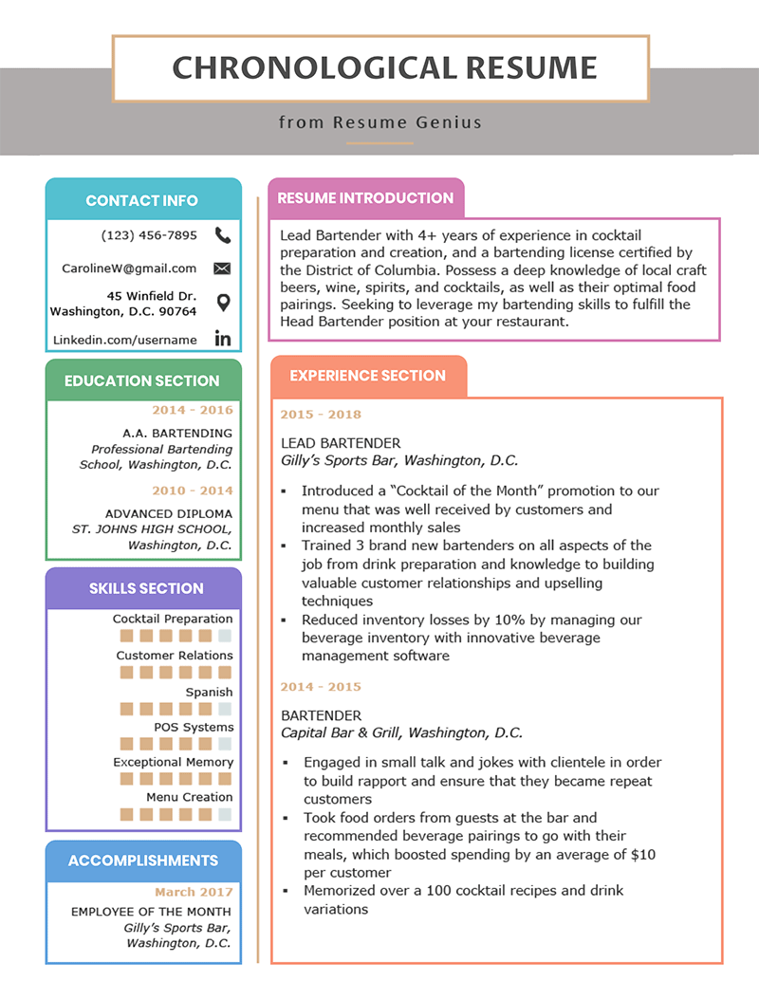 CHRONOLOGICAL RESUME
from Resume Genius
CONTACT INFO
(123) 456-7895
CarolineW@gmail.com
45 Winfield Dr.
Washington, D.C. 90764
Linkedin.com/username
in
EDUCATION SECTION
2014 - 2016
A.A. BARTENDING
Professional Bartending
School, Washington, D.C.
2010 - 2014
ADVANCED DIPLOMA
ST. JOHNS HIGH SCHOOL,
Washington, D.C.
SKILLS SECTION
Cocktail Preparation
Customer Relations
Spanish
POS Systems
Exceptional Memory
Menu Creation
ACCOMPLISHMENTS
March 2017
EMPLOYEE OF THE MONTH
Gilly’s Sports Bar,
Washington, D.C.
RESUME INTRODUCTION
Lead Bartender with 4+ years of experience in cocktail
preparation and creation, and a bartending license certified by
the District of Columbia. Possess a deep knowledge of local craft
beers, wine, spirits, and cocktails, as well as their optimal food
pairings. Seeking to leverage my bartending skills to fulfill the
Head Bartender position at your restaurant.
EXPERIENCE SECTION
2015 - 2018
LEAD BARTENDER
Gilly’s Sports Bar, Washington, D.C.
▪ Introduced a “Cocktail of the Month” promotion to our
menu that was well received by customers and
increased monthly sales
▪ Trained 3 brand new bartenders on all aspects of the
job from drink preparation and knowledge to building
valuable customer relationships and upselling
techniques
▪ Reduced inventory losses by 10% by managing our
beverage inventory with innovative beverage
management software
2014 - 2015
BARTENDER
Capital Bar & Grill, Washington, D.C.
▪ Engaged in small talk and jokes with clientele in order
to build rapport and ensure that they became repeat
customers
▪ Took food orders from guests at the bar and
recommended beverage pairings to go with their
meals, which boosted spending by an average of $10
per customer
▪ Memorized over a 100 cocktail recipes and drink
variations